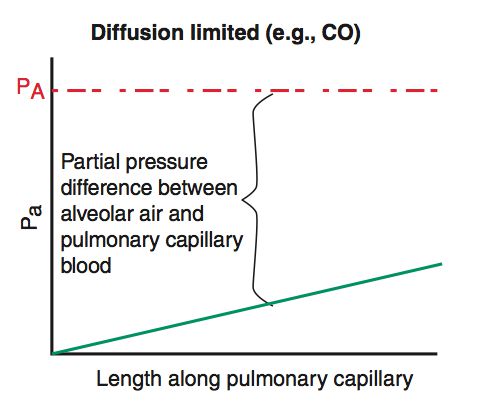 Diffusion limited (e.g., CO)
PA
Partial pressure
difference between
alveolar air and
pulmonary capillary
blood
Pa
Length along pulmonary capillary